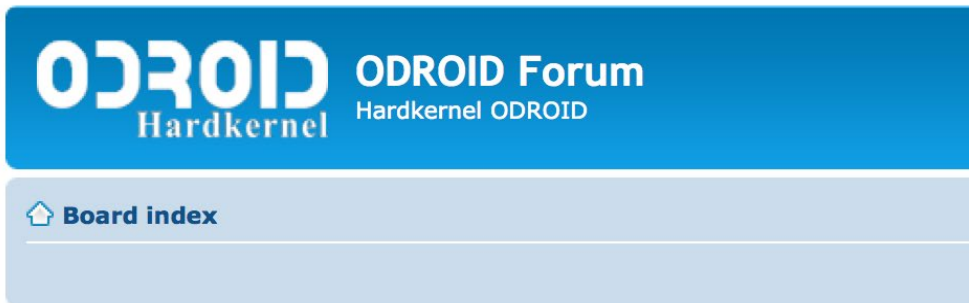 ODROID
Hardkernel
ODROID Forum
Hardkernel ODROID
Board index